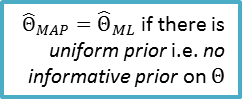 Θ̂_MAP = Θ̂_ML if there is
uniform prior i.e. no
informative prior on Θ